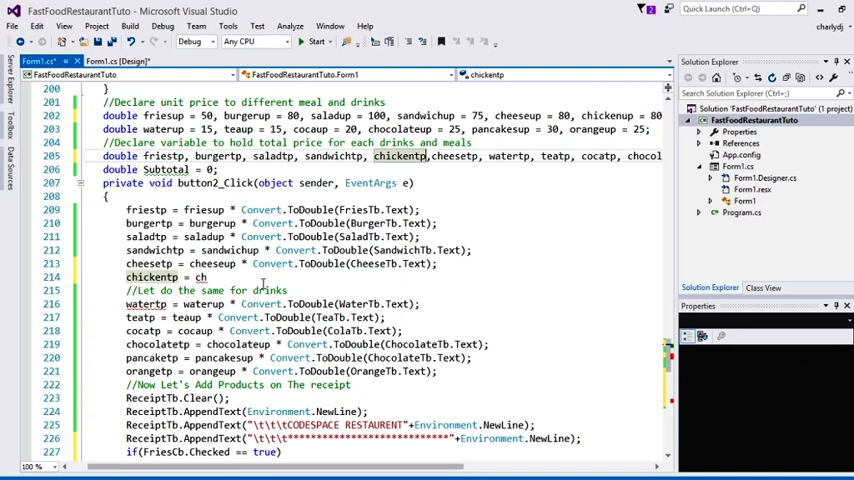 FastFoodRestaurantTuto - Microsoft Visual Studio
Quick Launch (Ctrl+Q)
FILE EDIT VIEW PROJECT BUILD DEBUG TEAM TOOLS TEST ANALYZE WINDOW HELP
charlydj
Debug Any CPU Start
Form1.cs* Form1.cs [Design]*
FastFoodRestaurantTuto FastFoodRestaurantTuto.Form1 chickentp
Server Explorer
Toolbox
Data Sources
200 }
201 //Declare unit price to different meal and drinks
202 double friesup = 50, burgerup = 80, saladup = 100, sandwichup = 75, cheeseup = 80, chickenup = 80
203 double waterup = 15, teaup = 15, cocaup = 20, chocolateup = 25, pancakesup = 30, orangeup = 25;
204 //Declare variable to hold total price for each drinks and meals
205 double friestp, burgertp, saladtp, sandwichtp, chickentp,cheesetp, watertp, teatp, cocatp, chocol
206 double Subtotal = 0;
207 private void button2_Click(object sender, EventArgs e)
208 {
209 friestp = friesup * Convert.ToDouble(FriesTb.Text);
210 burgertp = burgerup * Convert.ToDouble(BurgerTb.Text);
211 saladtp = saladup * Convert.ToDouble(SaladTb.Text);
212 sandwichtp = sandwichup * Convert.ToDouble(SandwichTb.Text);
213 cheesetp = cheeseup * Convert.ToDouble(CheeseTb.Text);
214 chickentp = ch
215 //Let do the same for drinks
216 watertp = waterup * Convert.ToDouble(WaterTb.Text);
217 teatp = teaup * Convert.ToDouble(TeaTb.Text);
218 cocatp = cocaup * Convert.ToDouble(ColaTb.Text);
219 chocolatetp = chocolateup * Convert.ToDouble(ChocolateTb.Text);
220 pancaketp = pancakesup * Convert.ToDouble(ChocolateTb.Text);
221 orangetp = orangeup * Convert.ToDouble(OrangeTb.Text);
222 //Now Let's Add Products on The receipt
223 ReceiptTb.Clear();
224 ReceiptTb.AppendText(Environment.NewLine);
225 ReceiptTb.AppendText("\t\t\tCODESPACE RESTAURENT"+Environment.NewLine);
226 ReceiptTb.AppendText("\t\t\t****************************"+Environment.NewLine);
227 if(FriesCb.Checked == true)
100 %
Solution Explorer
Search Solution Explorer (Ctrl+;)
Solution 'FastFoodRestaurantTuto' (1 project)
FastFoodRestaurantTuto
Properties
References
App.config
Form1.cs
Form1.Designer.cs
Form1.resx
Form1
Program.cs
Solution Explorer Class View
Properties